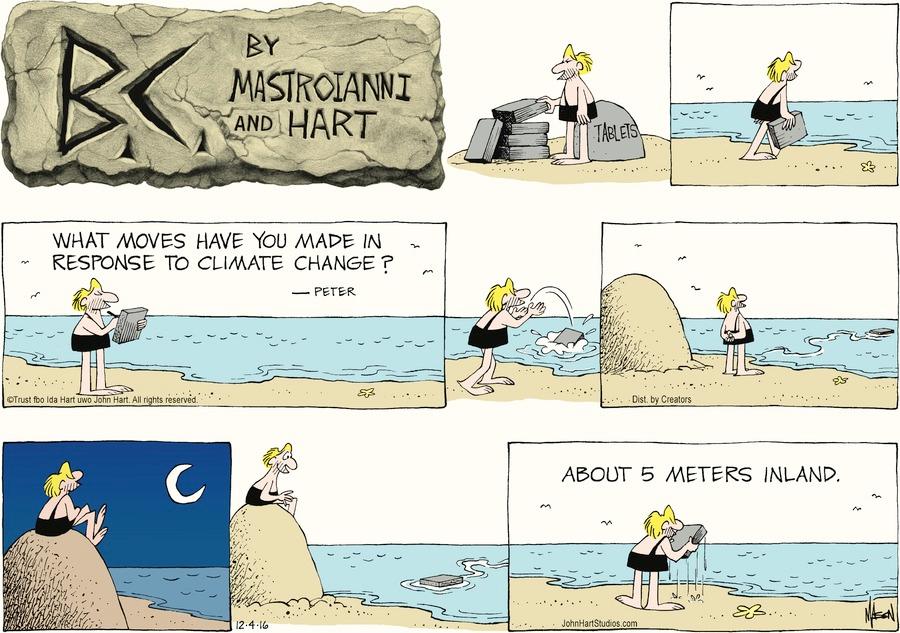 B.C.
BY
MASTROIANNI
AND HART
TABLETS
WHAT MOVES HAVE YOU MADE IN
RESPONSE TO CLIMATE CHANGE?
— PETER
©Trust fbo Ida Hart uwo John Hart. All rights reserved.
Dist. by Creators
12·4·16
ABOUT 5 METERS INLAND.
JohnHartStudios.com
MASON